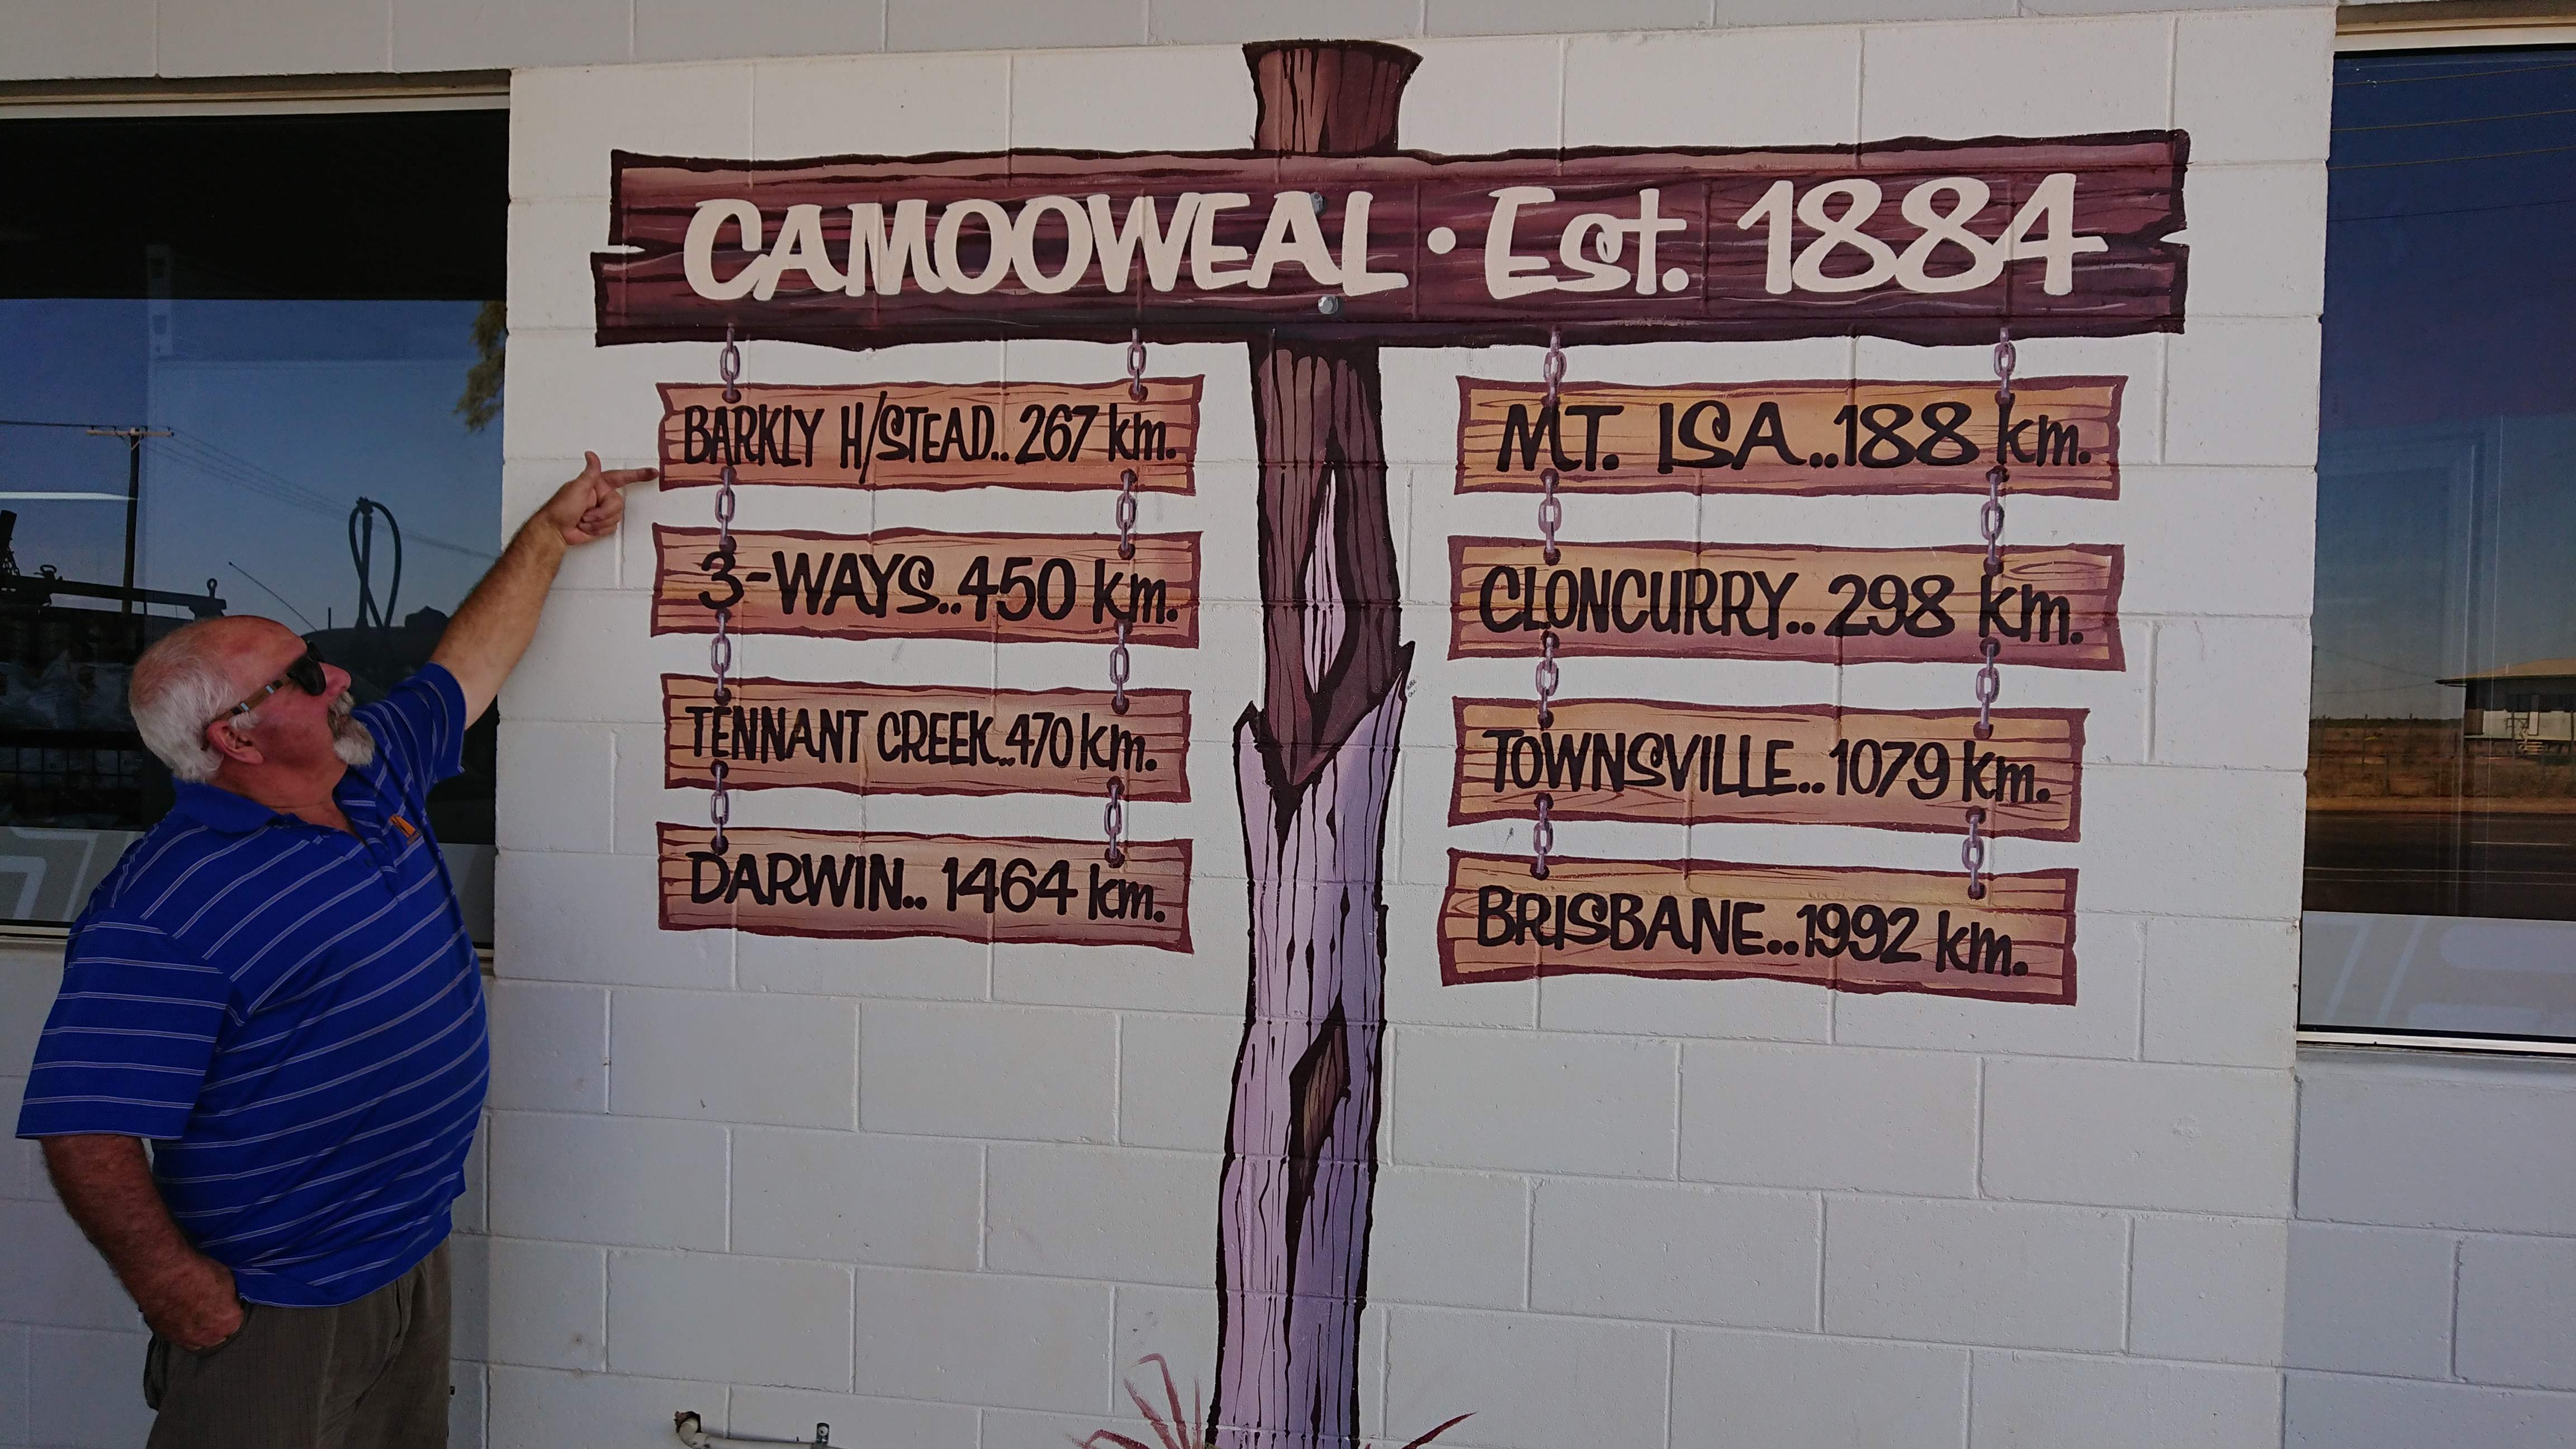 CAMOOWEAL • Est. 1884
BARKLY H/STEAD..267 km.
3-WAYS..450 km.
TENNANT CREEK..470 km.
DARWIN.. 1464 km.
MT. ISA..188 km.
CLONCURRY.. 298 km.
TOWNSVILLE.. 1079 km.
BRISBANE..1992 km.